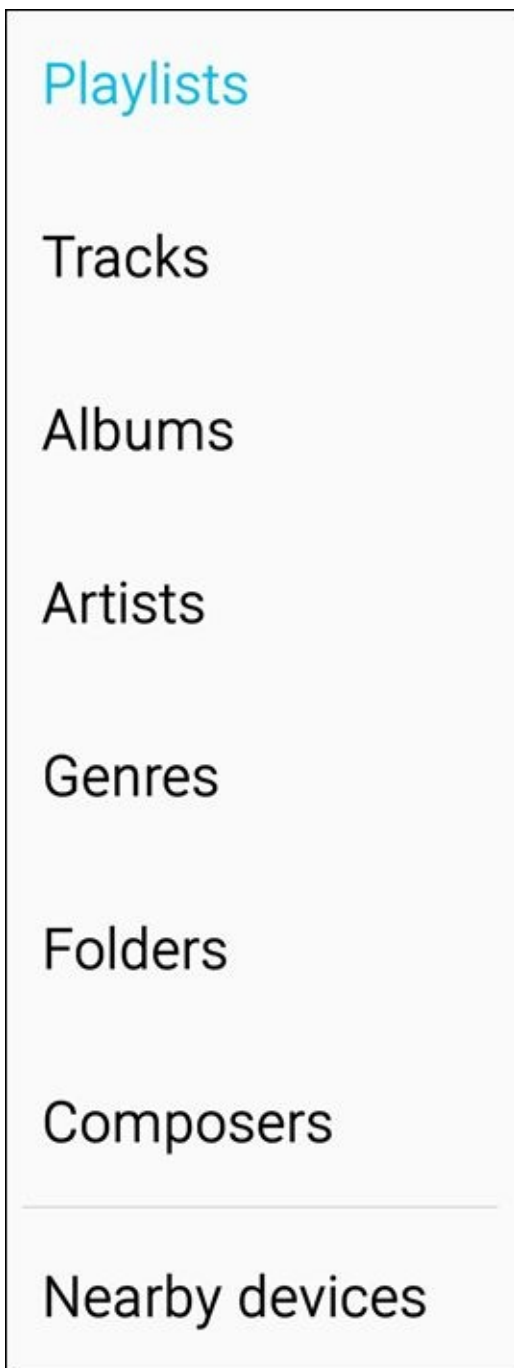 Playlists
Tracks
Albums
Artists
Genres
Folders
Composers
Nearby devices